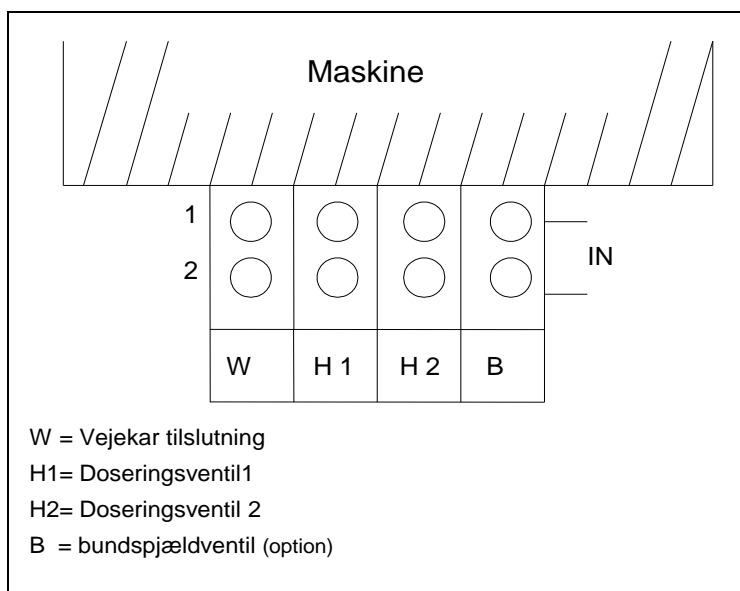 Maskine
1
2
IN
W H 1 H 2 B
W = Vejekar tilslutning
H1= Doseringsventil1
H2= Doseringsventil 2
B = bundspjældventil (option)